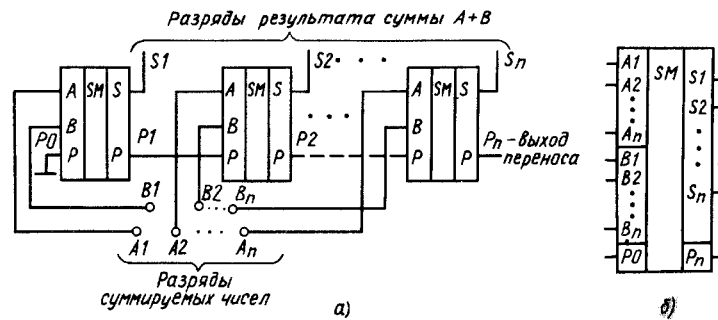 Разряды результата суммы A+B
S1 S2 . . . Sn
A SM S A SM S A SM S
B B B
P0 P1 P2 . . .
P P P P P P
Pn – выход
переноса
B1 B2 ... Bn
A1 A2 . . . An
Разряды
суммируемых чисел
а)
A1 SM S1
A2 S2
An
B1
B2
Sn
Bn
P0 Pn
б)